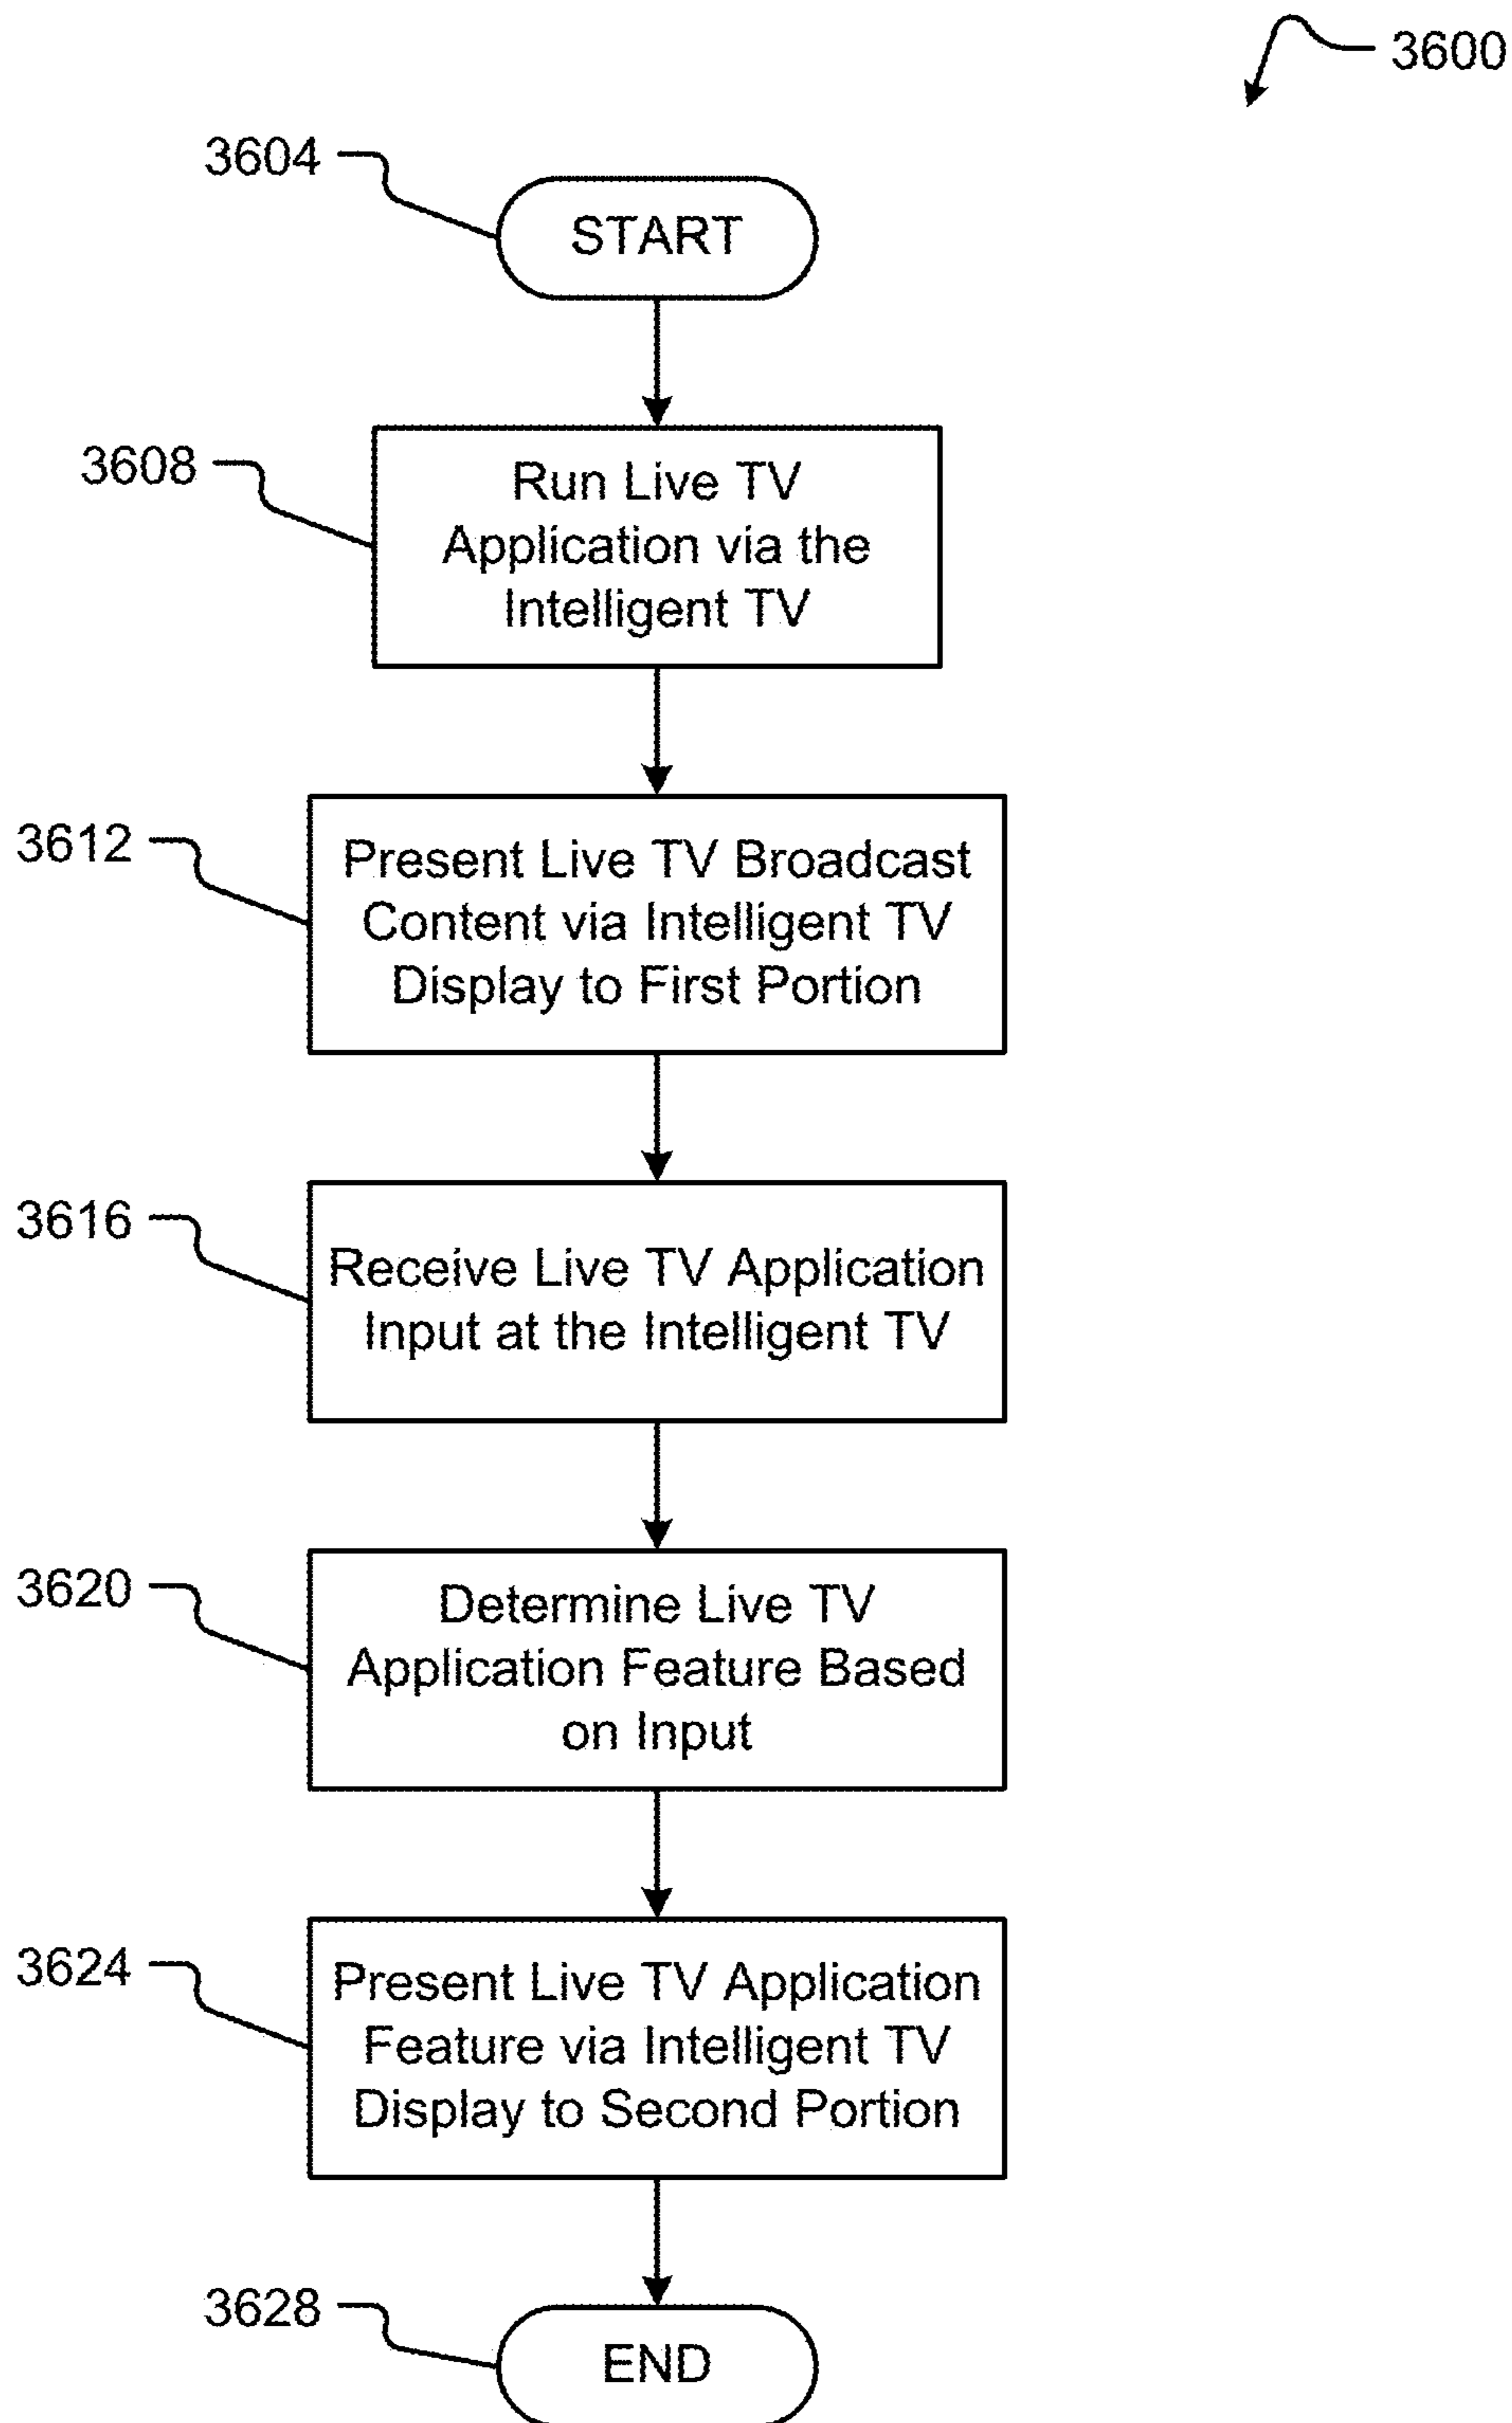 3600
3604
START
3608
Run Live TV
Application via the
Intelligent TV
3612
Present Live TV Broadcast
Content via Intelligent TV
Display to First Portion
3616
Receive Live TV Application
Input at the Intelligent TV
3620
Determine Live TV
Application Feature Based
on Input
3624
Present Live TV Application
Feature via Intelligent TV
Display to Second Portion
3628
END